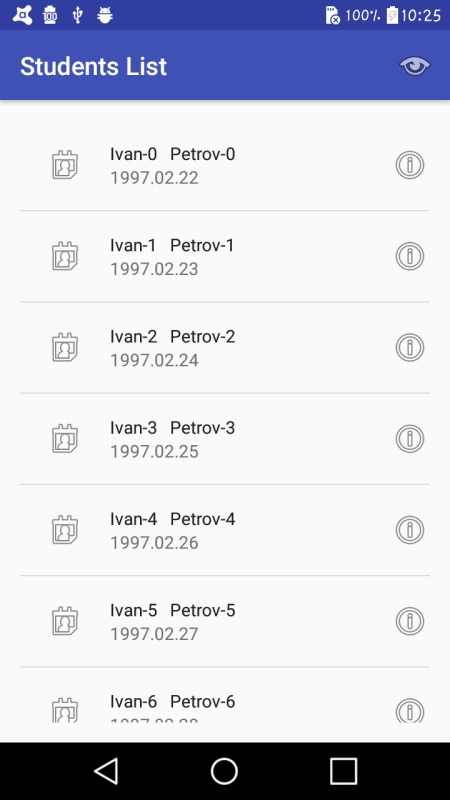 100 100% 10:25
Students List
Ivan-0 Petrov-0
1997.02.22
Ivan-1 Petrov-1
1997.02.23
Ivan-2 Petrov-2
1997.02.24
Ivan-3 Petrov-3
1997.02.25
Ivan-4 Petrov-4
1997.02.26
Ivan-5 Petrov-5
1997.02.27
Ivan-6 Petrov-6